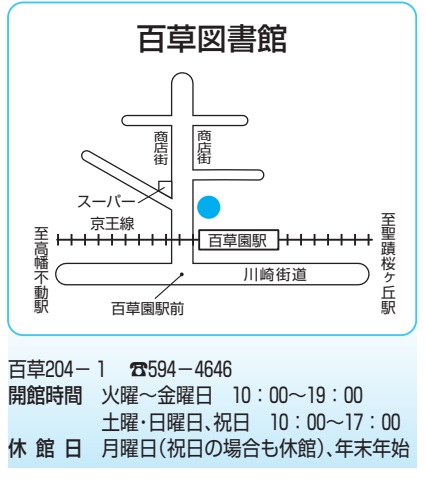 百草図書館
商店街
商店街
スーパー
京王線
至高幡不動駅
百草園駅
至聖蹟桜ヶ丘駅
川崎街道
百草園駅前
百草204−1　☎594−4646
開館時間　火曜〜金曜日　10：00〜19：00
土曜・日曜日、祝日　10：00〜17：00
休館日　月曜日（祝日の場合も休館）、年末年始